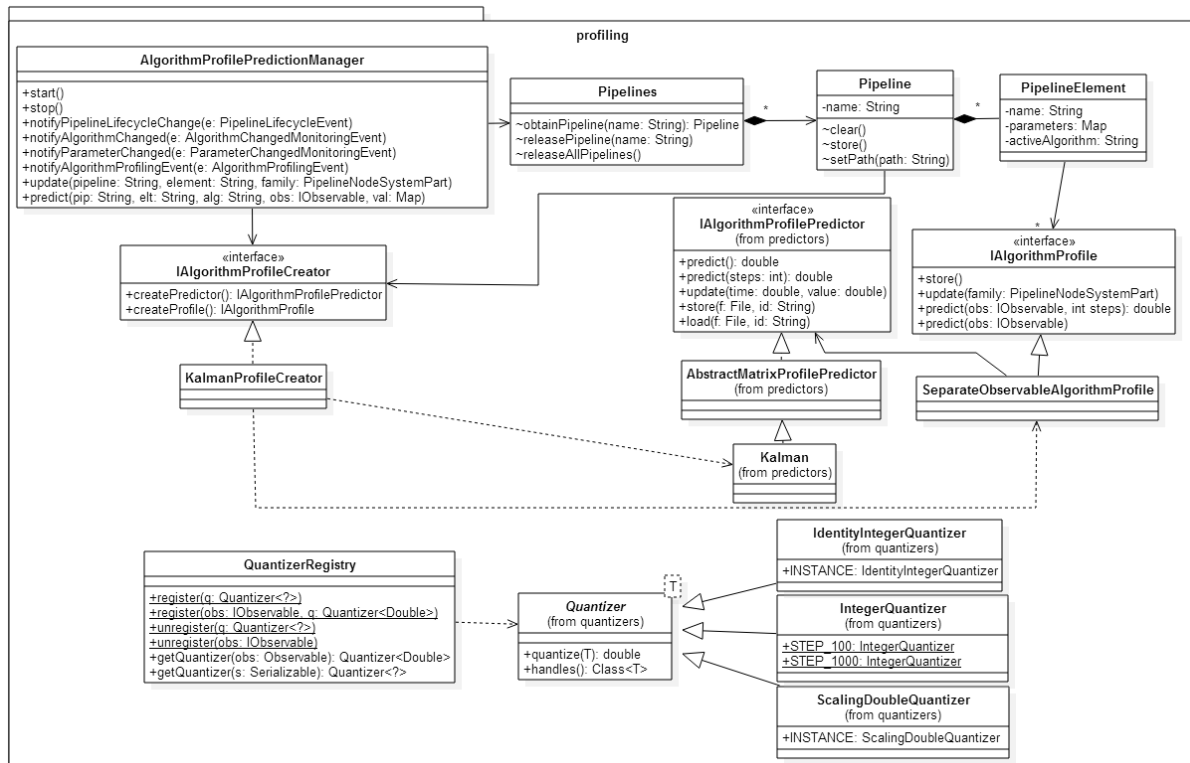 profiling
AlgorithmProfilePredictionManager
+start()
+stop()
+notifyPipelineLifecycleChange(e: PipelineLifecycleEvent)
+notifyAlgorithmChanged(e: AlgorithmChangedMonitoringEvent)
+notifyParameterChanged(e: ParameterChangedMonitoringEvent)
+notifyAlgorithmProfilingEvent(e: AlgorithmProfilingEvent)
+update(pipeline: String, element: String, family: PipelineNodeSystemPart)
+predict(pip: String, elt: String, alg: String, obs: IObservable, val: Map)
Pipelines
~obtainPipeline(name: String): Pipeline
~releasePipeline(name: String)
~releaseAllPipelines()
*
Pipeline
-name: String
~clear()
~store()
~setPath(path: String)
*
PipelineElement
-name: String
-parameters: Map
-activeAlgorithm: String
«interface»
IAlgorithmProfileCreator
+createPredictor(): IAlgorithmProfilePredictor
+createProfile(): IAlgorithmProfile
«interface»
IAlgorithmProfilePredictor
(from predictors)
+predict(): double
+predict(steps: int): double
+update(time: double, value: double)
+store(f: File, id: String)
+load(f: File, id: String)
*
«interface»
IAlgorithmProfile
+store()
+update(family: PipelineNodeSystemPart)
+predict(obs: IObservable, int steps): double
+predict(obs: IObservable)
KalmanProfileCreator
AbstractMatrixProfilePredictor
(from predictors)
SeparateObservableAlgorithmProfile
Kalman
(from predictors)
QuantizerRegistry
+register(q: Quantizer<?>)
+register(obs: IObservable, q: Quantizer<Double>)
+unregister(q: Quantizer<?>)
+unregister(obs: IObservable)
+getQuantizer(obs: Observable): Quantizer<Double>
+getQuantizer(s: Serializable): Quantizer<?>
T
Quantizer
(from quantizers)
+quantize(T): double
+handles(): Class<T>
IdentityIntegerQuantizer
(from quantizers)
+INSTANCE: IdentityIntegerQuantizer
IntegerQuantizer
(from quantizers)
+STEP_100: IntegerQuantizer
+STEP_1000: IntegerQuantizer
ScalingDoubleQuantizer
(from quantizers)
+INSTANCE: ScalingDoubleQuantizer